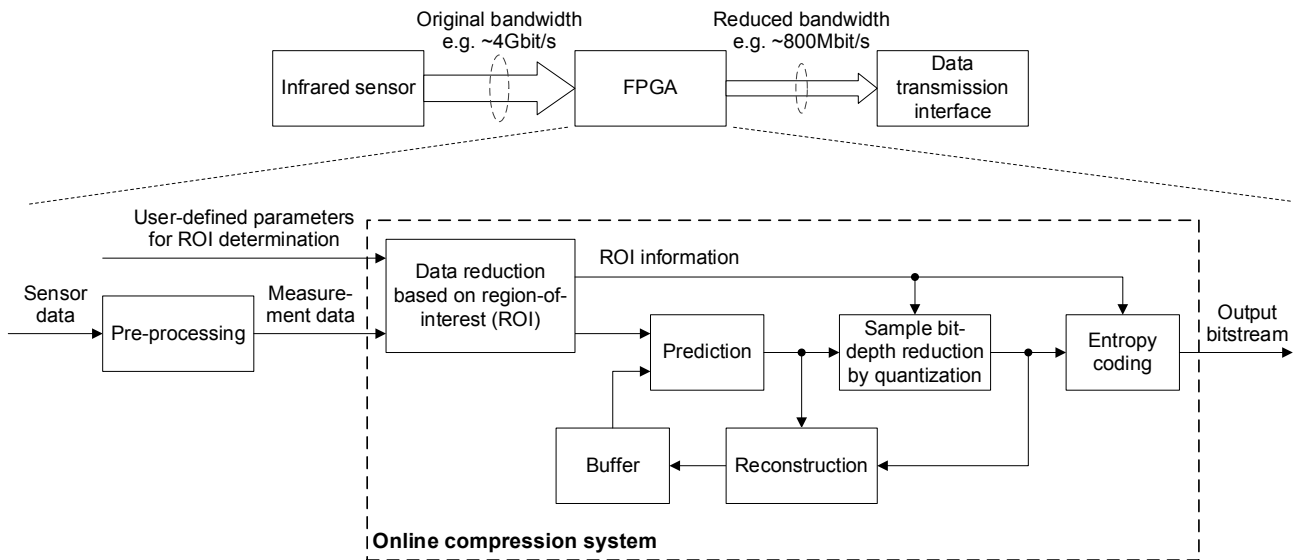 Original bandwidth
e.g. ~4Gbit/s
Reduced bandwidth
e.g. ~800Mbit/s
Infrared sensor
FPGA
Data
transmission
interface
User-defined parameters
for ROI determination
Sensor
data
Pre-processing
Measure-
ment data
Data reduction
based on region-of-
interest (ROI)
ROI information
Prediction
Sample bit-
depth reduction
by quantization
Entropy
coding
Output
bitstream
Buffer
Reconstruction
Online compression system